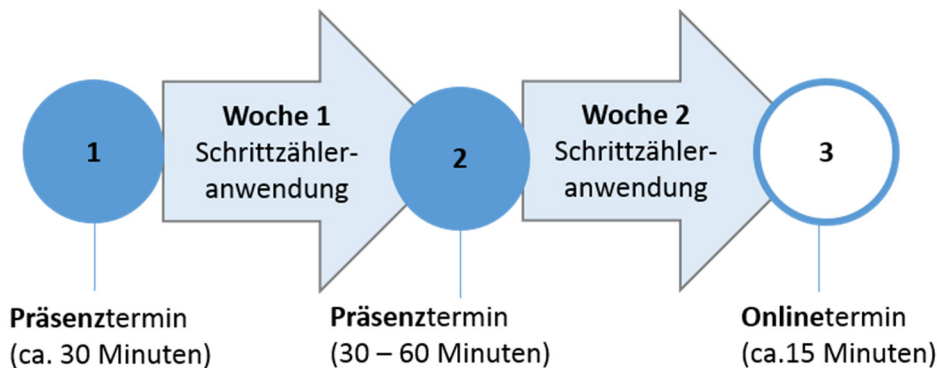 1
Woche 1
Schrittzähler-
anwendung
2
Woche 2
Schrittzähler-
anwendung
3
Präsenztermin
(ca. 30 Minuten)
Präsenztermin
(30 – 60 Minuten)
Onlinetermin
(ca.15 Minuten)